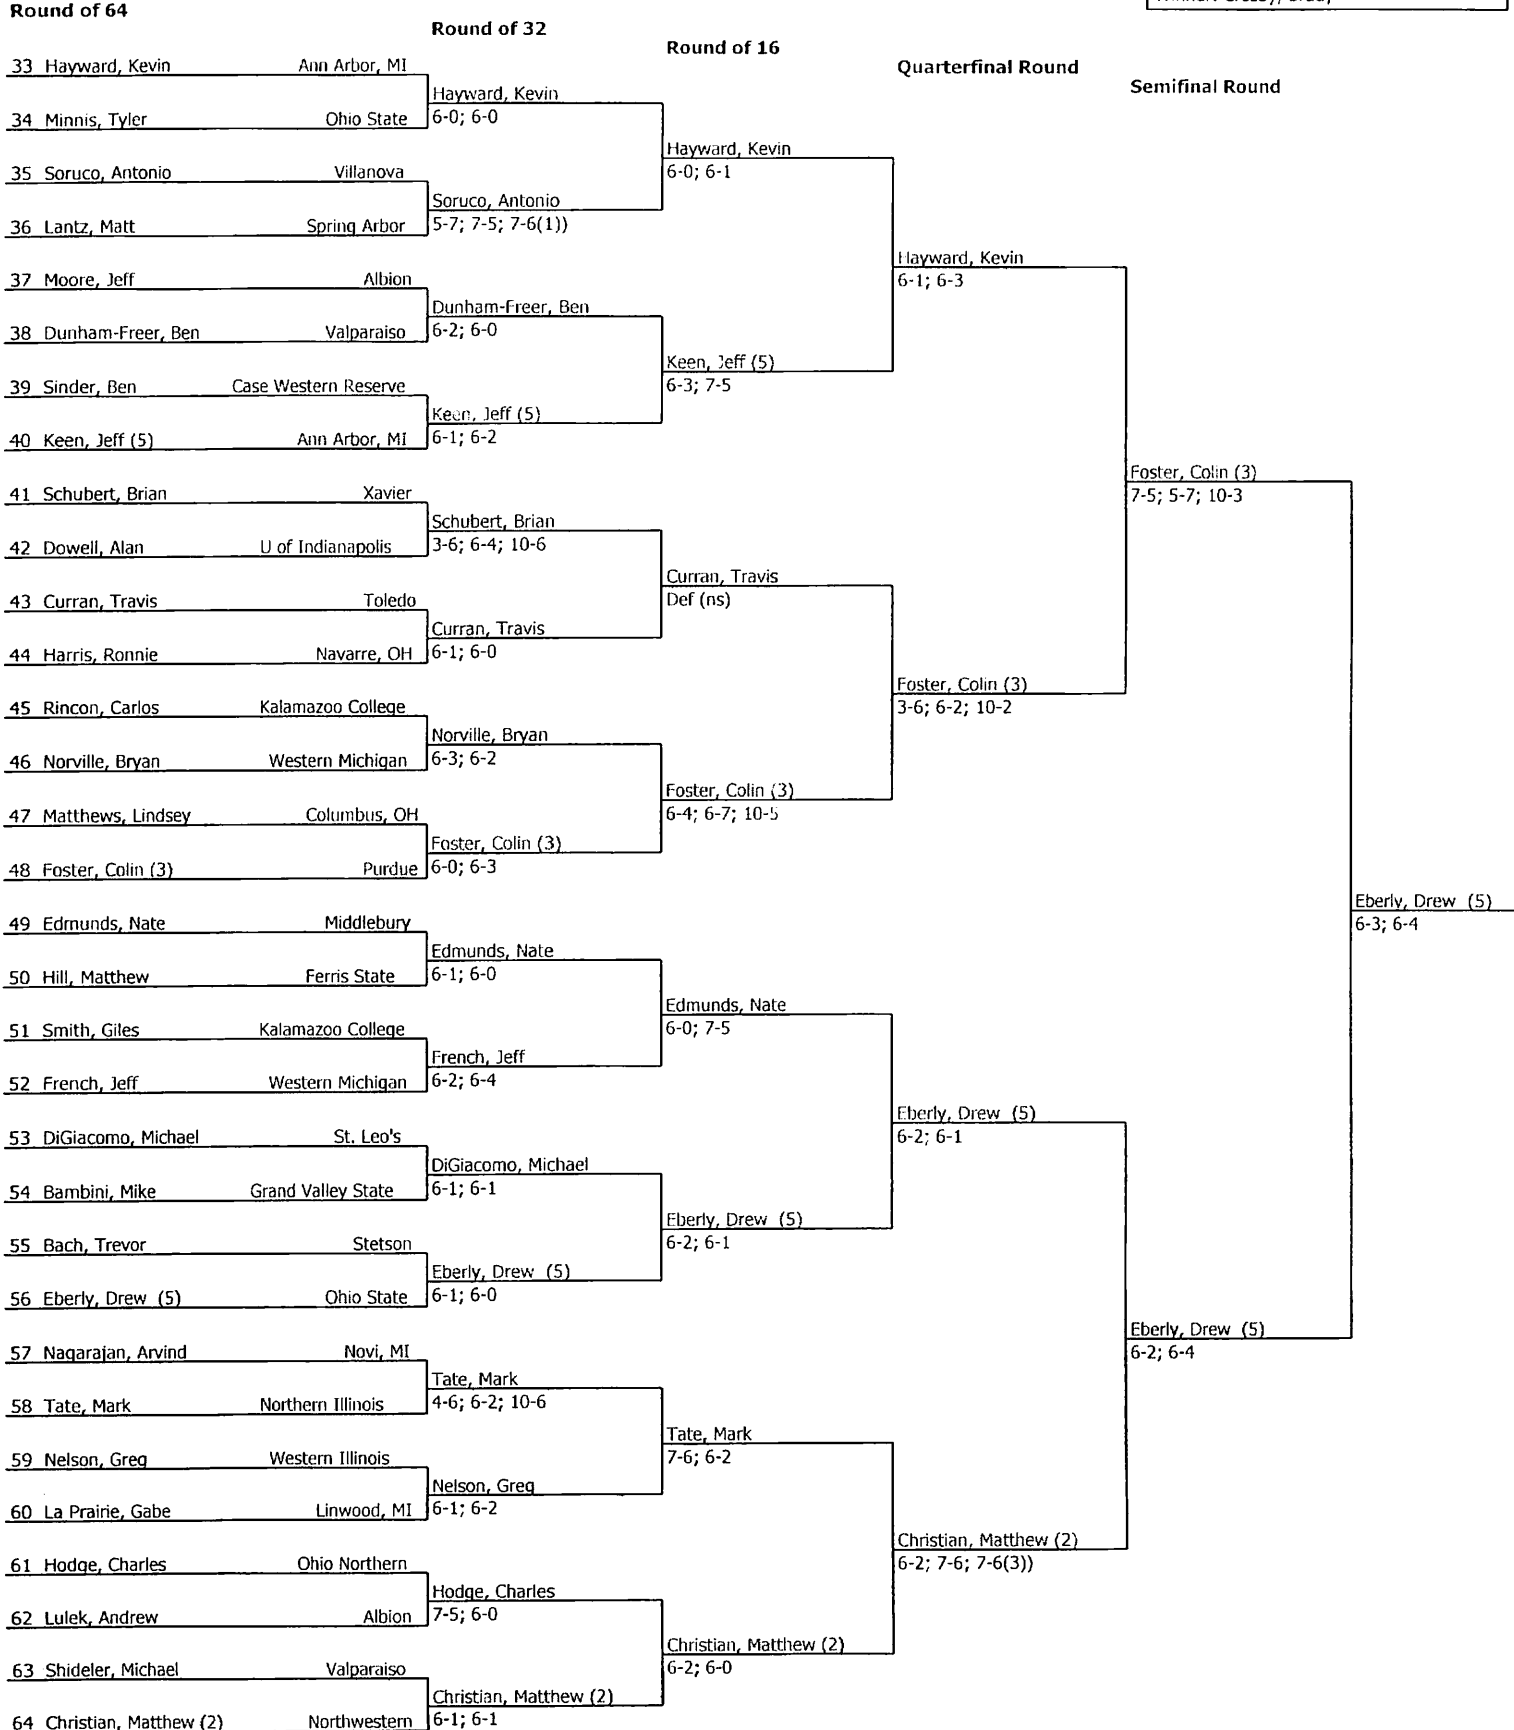 Round of 64
Round of 32
Round of 16
Quarterfinal Round
Semifinal Round
33 Hayward, Kevin Ann Arbor, MI
Hayward, Kevin
34 Minnis, Tyler Ohio State
6-0; 6-0
Hayward, Kevin
6-0; 6-1
35 Soruco, Antonio Villanova
Soruco, Antonio
36 Lantz, Matt Spring Arbor
5-7; 7-5; 7-6(1))
Hayward, Kevin
6-1; 6-3
37 Moore, Jeff Albion
Dunham-Freer, Ben
38 Dunham-Freer, Ben Valparaiso
6-2; 6-0
Keen, Jeff (5)
6-3; 7-5
39 Sinder, Ben Case Western Reserve
Keen, Jeff (5)
40 Keen, Jeff (5) Ann Arbor, MI
6-1; 6-2
Foster, Colin (3)
7-5; 5-7; 10-3
41 Schubert, Brian Xavier
Schubert, Brian
42 Dowell, Alan U of Indianapolis
3-6; 6-4; 10-6
Curran, Travis
Def (ns)
43 Curran, Travis Toledo
Curran, Travis
44 Harris, Ronnie Navarre, OH
6-1; 6-0
Foster, Colin (3)
3-6; 6-2; 10-2
45 Rincon, Carlos Kalamazoo College
Norville, Bryan
46 Norville, Bryan Western Michigan
6-3; 6-2
Foster, Colin (3)
6-4; 6-7; 10-5
47 Matthews, Lindsey Columbus, OH
Foster, Colin (3)
48 Foster, Colin (3) Purdue
6-0; 6-3
Eberly, Drew (5)
6-3; 6-4
49 Edmunds, Nate Middlebury
Edmunds, Nate
50 Hill, Matthew Ferris State
6-1; 6-0
Edmunds, Nate
6-0; 7-5
51 Smith, Giles Kalamazoo College
French, Jeff
52 French, Jeff Western Michigan
6-2; 6-4
Eberly, Drew (5)
6-2; 6-1
53 DiGiacomo, Michael St. Leo's
DiGiacomo, Michael
54 Bambini, Mike Grand Valley State
6-1; 6-1
Eberly, Drew (5)
6-2; 6-1
55 Bach, Trevor Stetson
Eberly, Drew (5)
56 Eberly, Drew (5) Ohio State
6-1; 6-0
Eberly, Drew (5)
6-2; 6-4
57 Nagarajan, Arvind Novi, MI
Tate, Mark
58 Tate, Mark Northern Illinois
4-6; 6-2; 10-6
Tate, Mark
7-6; 6-2
59 Nelson, Greg Western Illinois
Nelson, Greg
60 La Prairie, Gabe Linwood, MI
6-1; 6-2
Christian, Matthew (2)
6-2; 7-6; 7-6(3))
61 Hodge, Charles Ohio Northern
Hodge, Charles
62 Lulek, Andrew Albion
7-5; 6-0
Christian, Matthew (2)
6-2; 6-0
63 Shideler, Michael Valparaiso
Christian, Matthew (2)
64 Christian, Matthew (2) Northwestern
6-1; 6-1